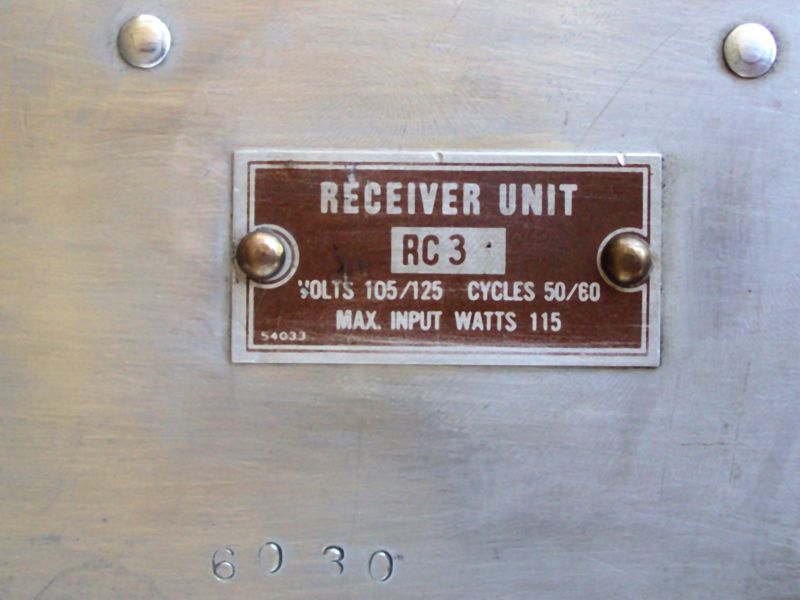 RECEIVER UNIT
RC 3
VOLTS 105/125 CYCLES 50/60
MAX. INPUT WATTS 115
54033
6030